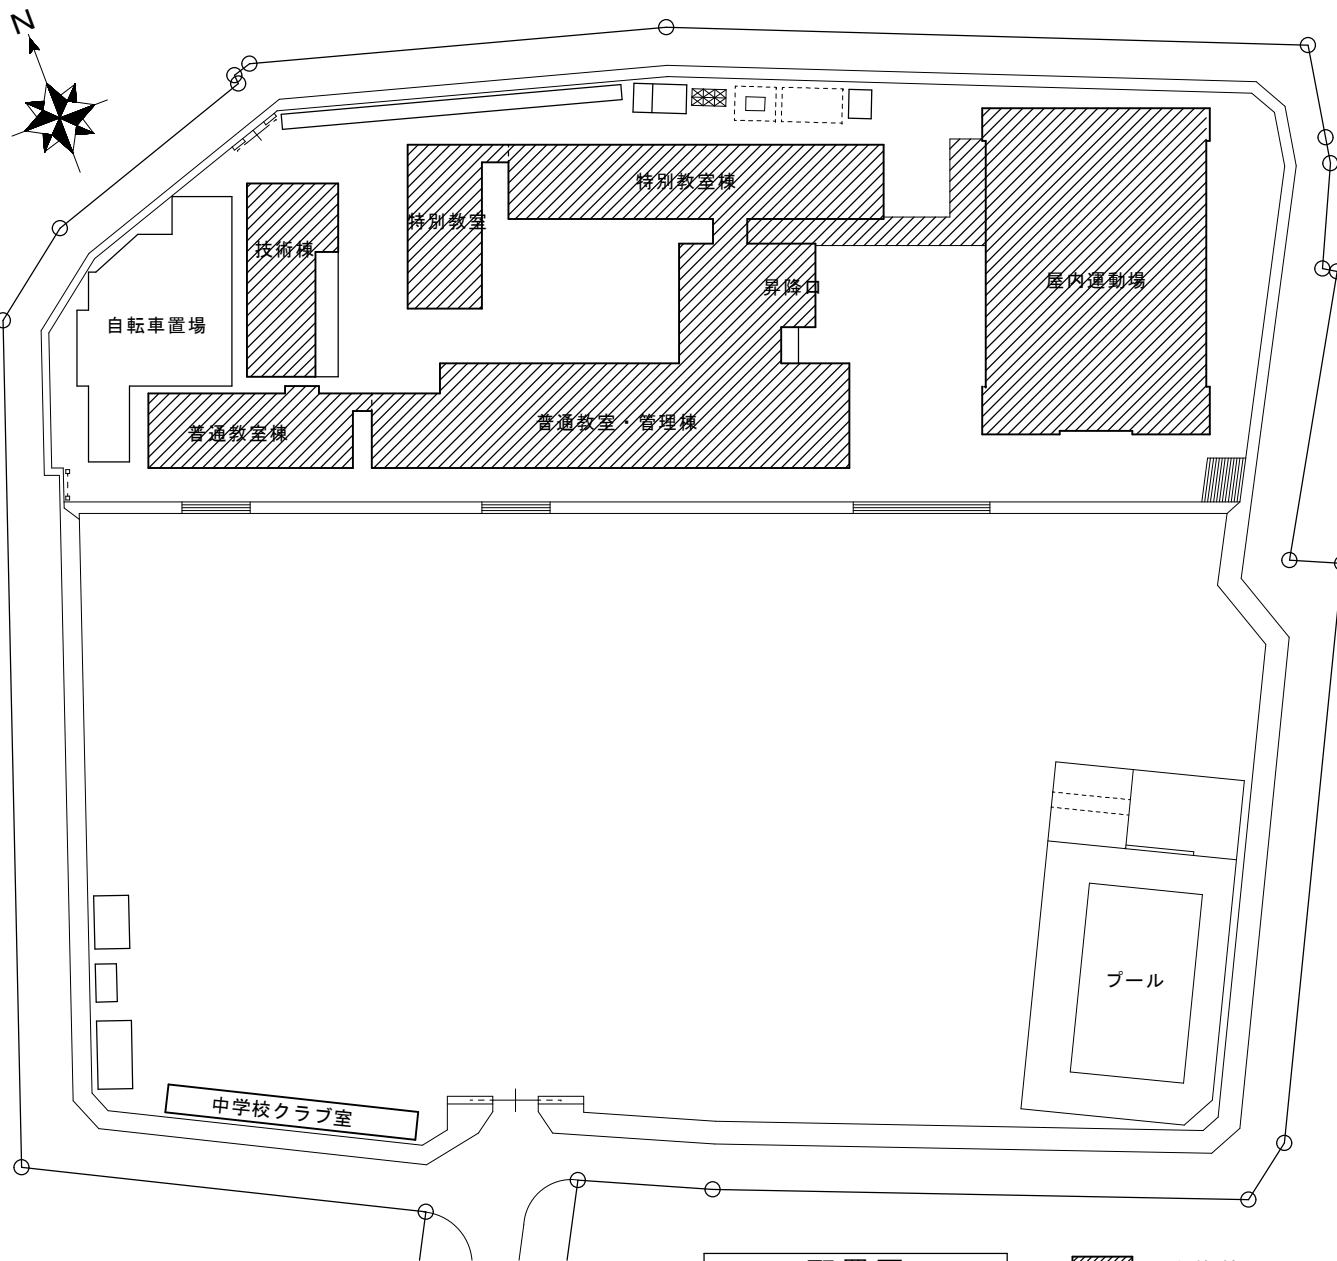 N
特別教室棟
特別教室
技術棟
屋内運動場
昇降口
自転車置場
普通教室・管理棟
普通教室棟
プール
中学校クラブ室